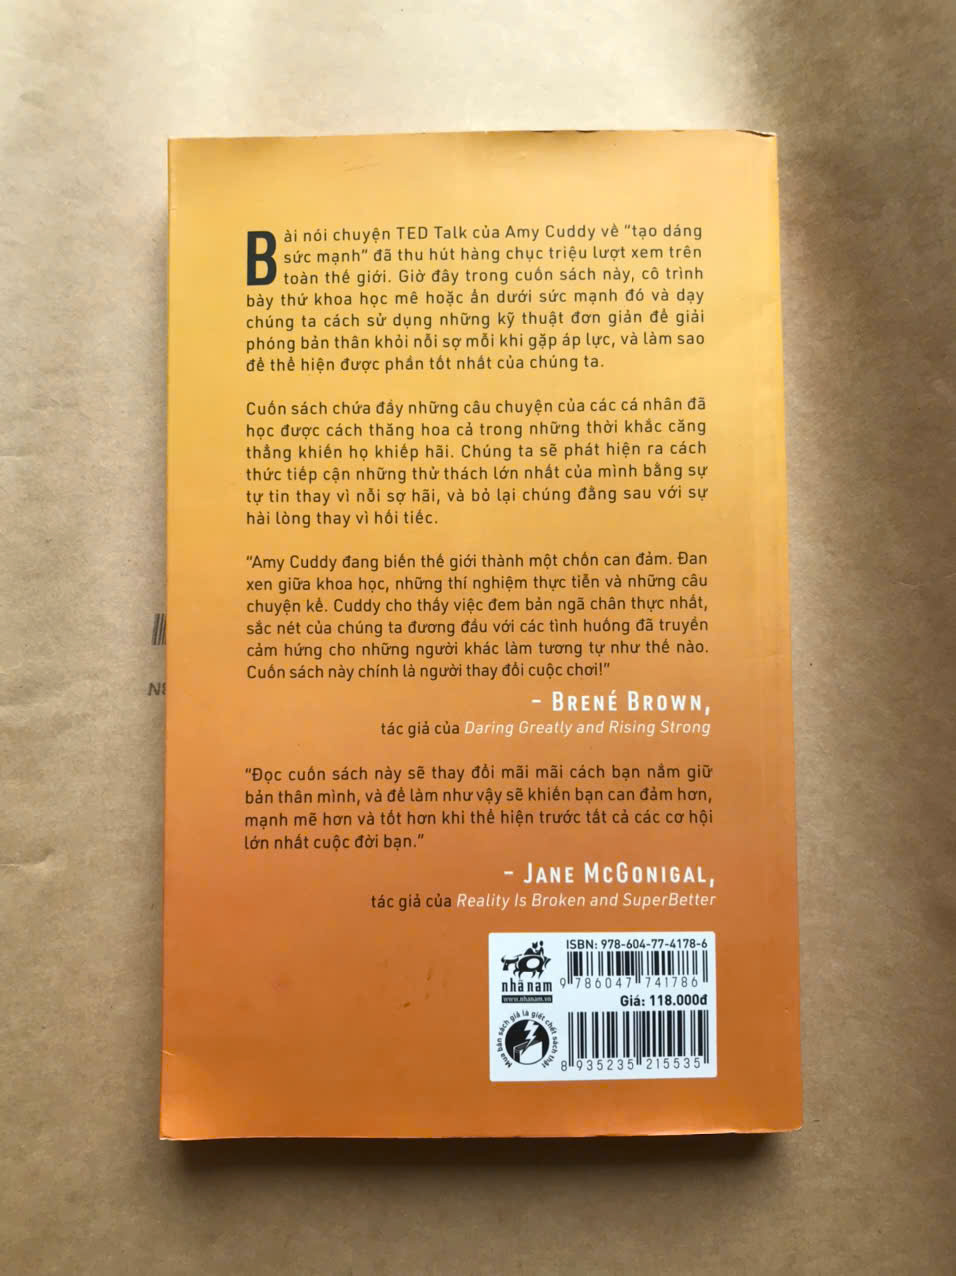 Bài nói chuyện TED Talk của Amy Cuddy về “tạo dáng
sức mạnh” đã thu hút hàng chục triệu lượt xem trên
toàn thế giới. Giờ đây trong cuốn sách này, cô trình
bày thứ khoa học mê hoặc ẩn dưới sức mạnh đó và dạy
chúng ta cách sử dụng những kỹ thuật đơn giản để giải
phóng bản thân khỏi nỗi sợ mỗi khi gặp áp lực, và làm sao
để thể hiện được phần tốt nhất của chúng ta.
Cuốn sách chứa đầy những câu chuyện của các cá nhân đã
học được cách thăng hoa cả trong những thời khắc căng
thẳng khiến họ khiếp hãi. Chúng ta sẽ phát hiện ra cách
thức tiếp cận những thử thách lớn nhất của mình bằng sự
tự tin thay vì nỗi sợ hãi, và bỏ lại chúng đằng sau với sự
hài lòng thay vì hối tiếc.
“Amy Cuddy đang biến thế giới thành một chốn can đảm. Đan
xen giữa khoa học, những thí nghiệm thực tiễn và những câu
chuyện kể. Cuddy cho thấy việc đem bản ngã chân thực nhất,
sắc nét của chúng ta đương đầu với các tình huống đã truyền
cảm hứng cho những người khác làm tương tự như thế nào.
Cuốn sách này chính là người thay đổi cuộc chơi!”
– BRENÉ BROWN,
tác giả của Daring Greatly and Rising Strong
“Đọc cuốn sách này sẽ thay đổi mãi mãi cách bạn nắm giữ
bản thân mình, và để làm như vậy sẽ khiến bạn can đảm hơn,
mạnh mẽ hơn và tốt hơn khi thể hiện trước tất cả các cơ hội
lớn nhất cuộc đời bạn.”
– JANE MCGONIGAL,
tác giả của Reality Is Broken and SuperBetter
ISBN: 978-604-77-4178-6
nhã nam
www.nhanam.vn
9 786047 741786
Giá: 118.000đ
Mua bán sách giả là giết chết sách thật
8 935235 215535